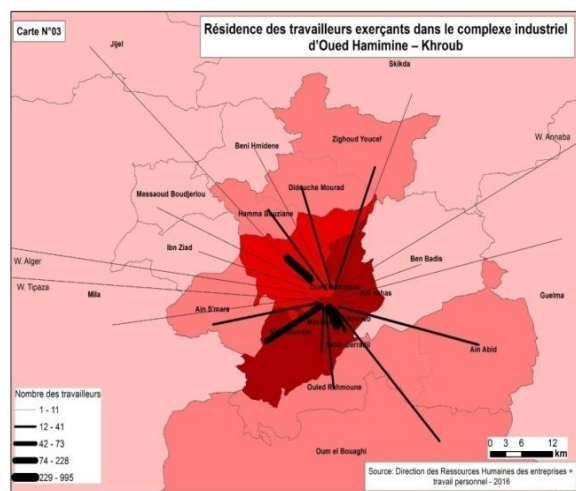 Carte N°03
Résidence des travailleurs exerçants dans le complexe industriel
d'Oued Hamimine – Khroub
Jijel
Skikda
Zighoud Youcef
Beni Hmidene
W. Annaba
Didouche Mourad
Messaoud Boudjeriou
Hamma Bouziane
Ibn Ziad
Ben Badis
W. Alger
W. Tipaza
Mila
Guelma
Ain S'mara
Ain Abid
Ouled Rahmoune
Oum el Bouaghi
Nombre des travailleurs
1 - 11
12 - 41
42 - 73
74 - 228
229 - 995
0 3 6 12
km
Source: Direction des Ressources Humaines des entreprises +
travail personnel - 2016